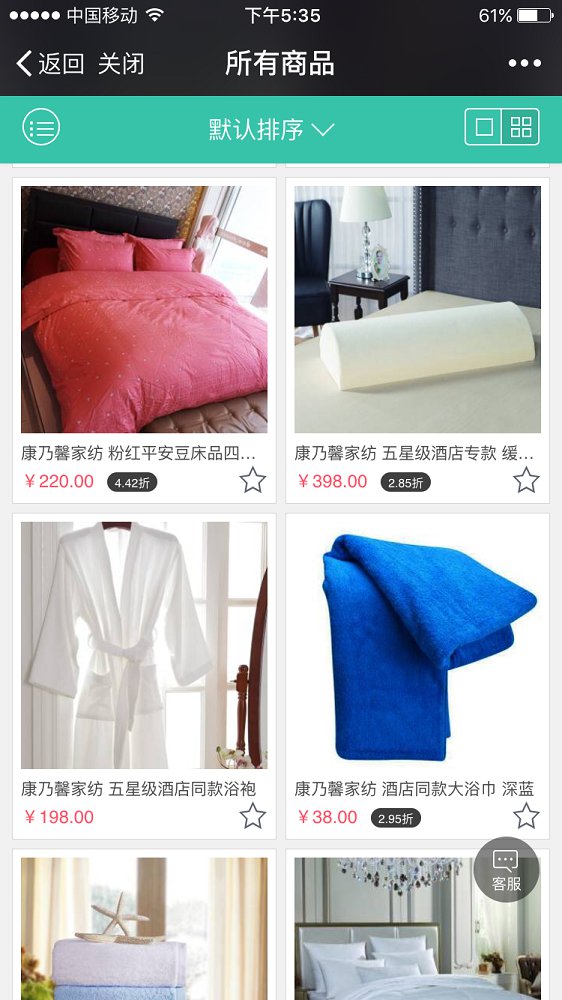 中国移动
下午5:35
61%
返回 关闭
所有商品
默认排序
康乃馨家纺 粉红平安豆床品四...
￥220.00 4.42折
康乃馨家纺 五星级酒店专款 缓...
￥398.00 2.85折
康乃馨家纺 五星级酒店同款浴袍
￥198.00
康乃馨家纺 酒店同款大浴巾 深蓝
￥38.00 2.95折
客服